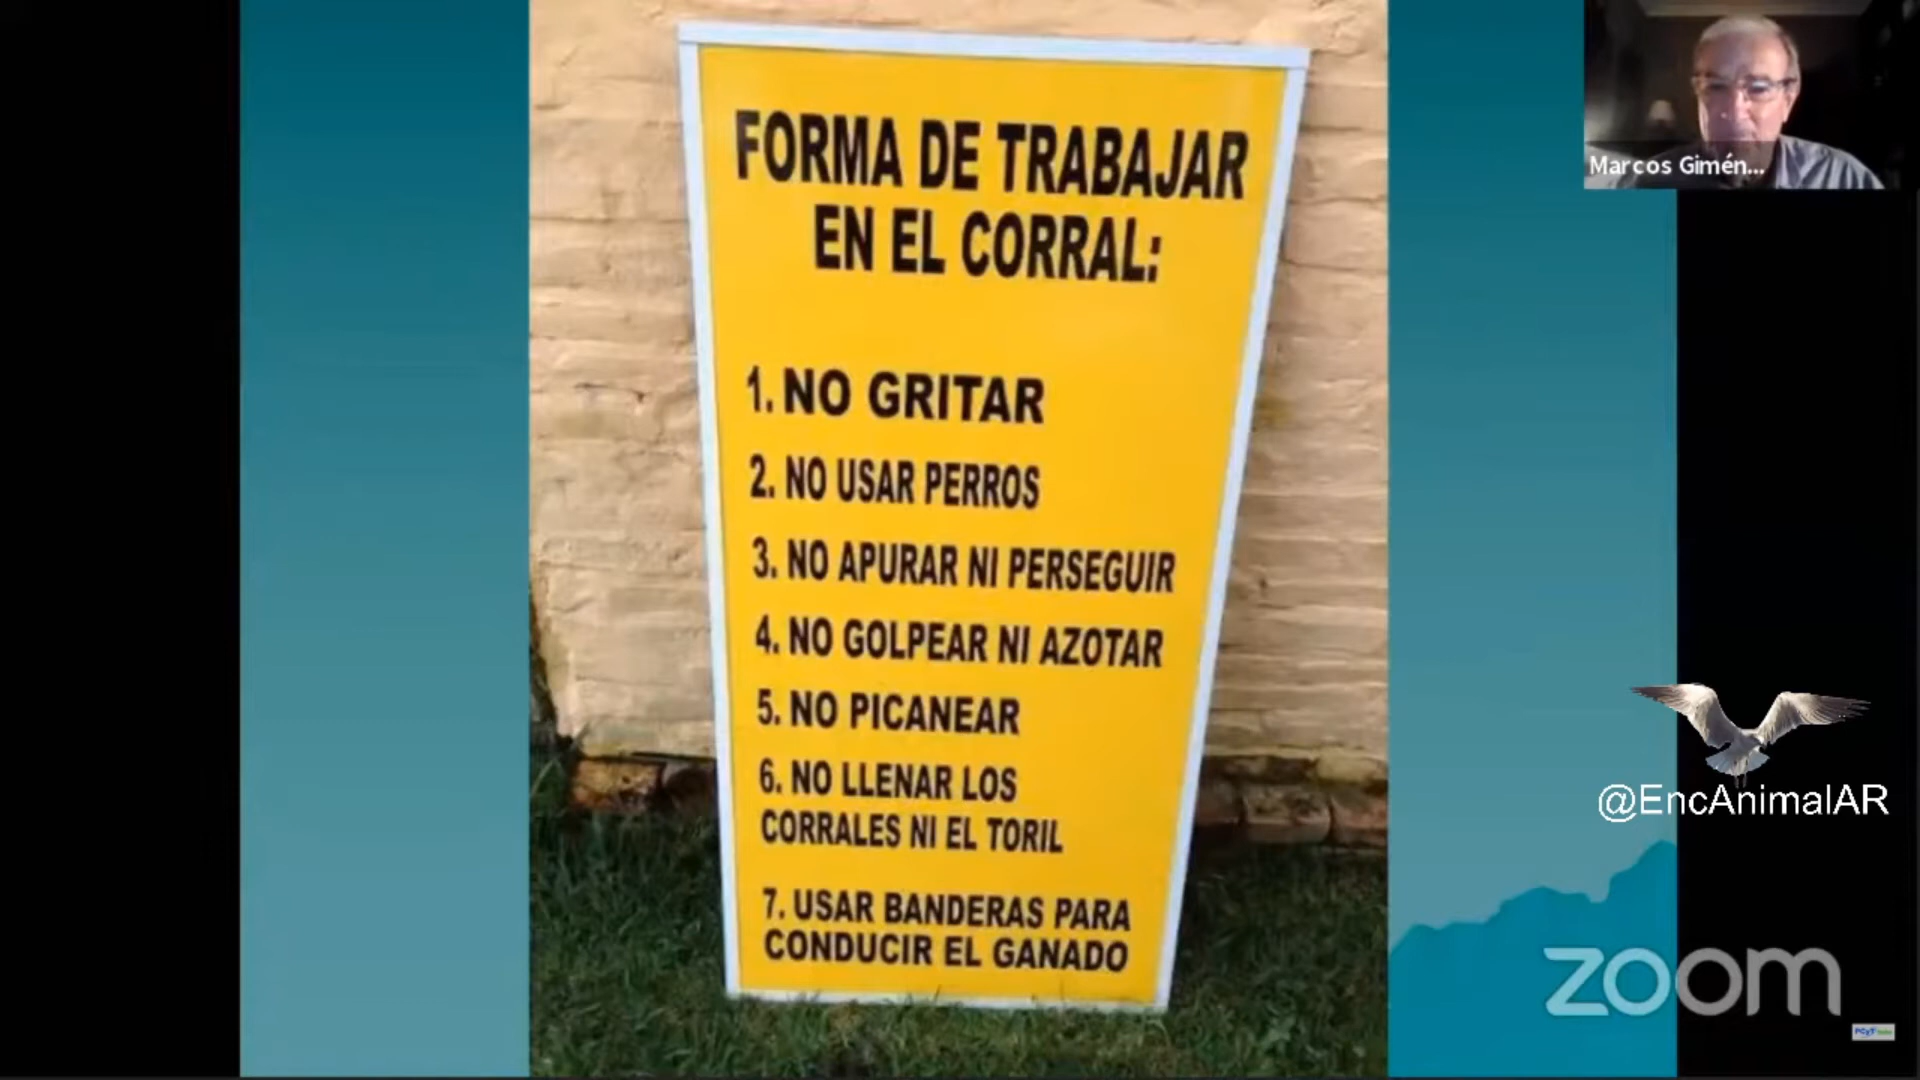 FORMA DE TRABAJAR
EN EL CORRAL:
1. NO GRITAR
2. NO USAR PERROS
3. NO APURAR NI PERSEGUIR
4. NO GOLPEAR NI AZOTAR
5. NO PICANEAR
6. NO LLENAR LOS
CORRALES NI EL TORIL
7. USAR BANDERAS PARA
CONDUCIR EL GANADO
Marcos Gimén...
@EncAnimalAR
zoom